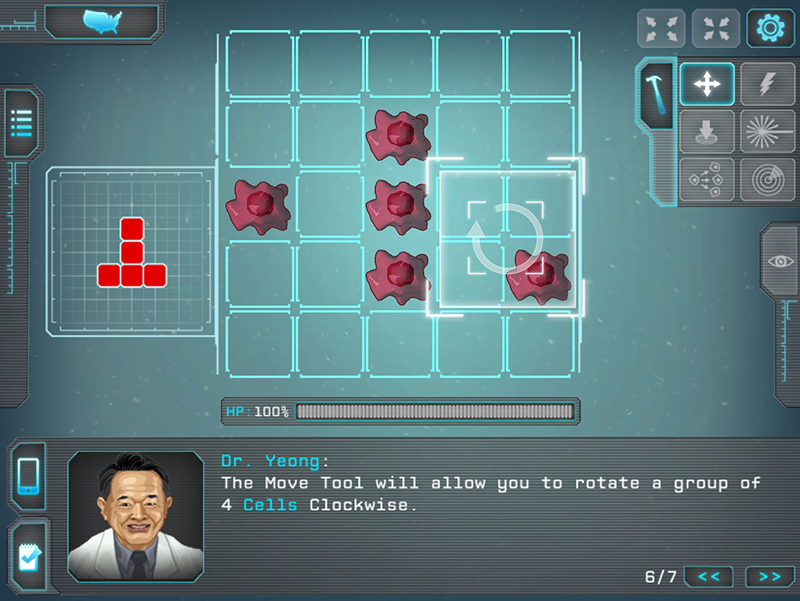 HP:100%
Dr. Yeong:
The Move Tool will allow you to rotate a group of
4 Cells Clockwise.
6/7 << >>